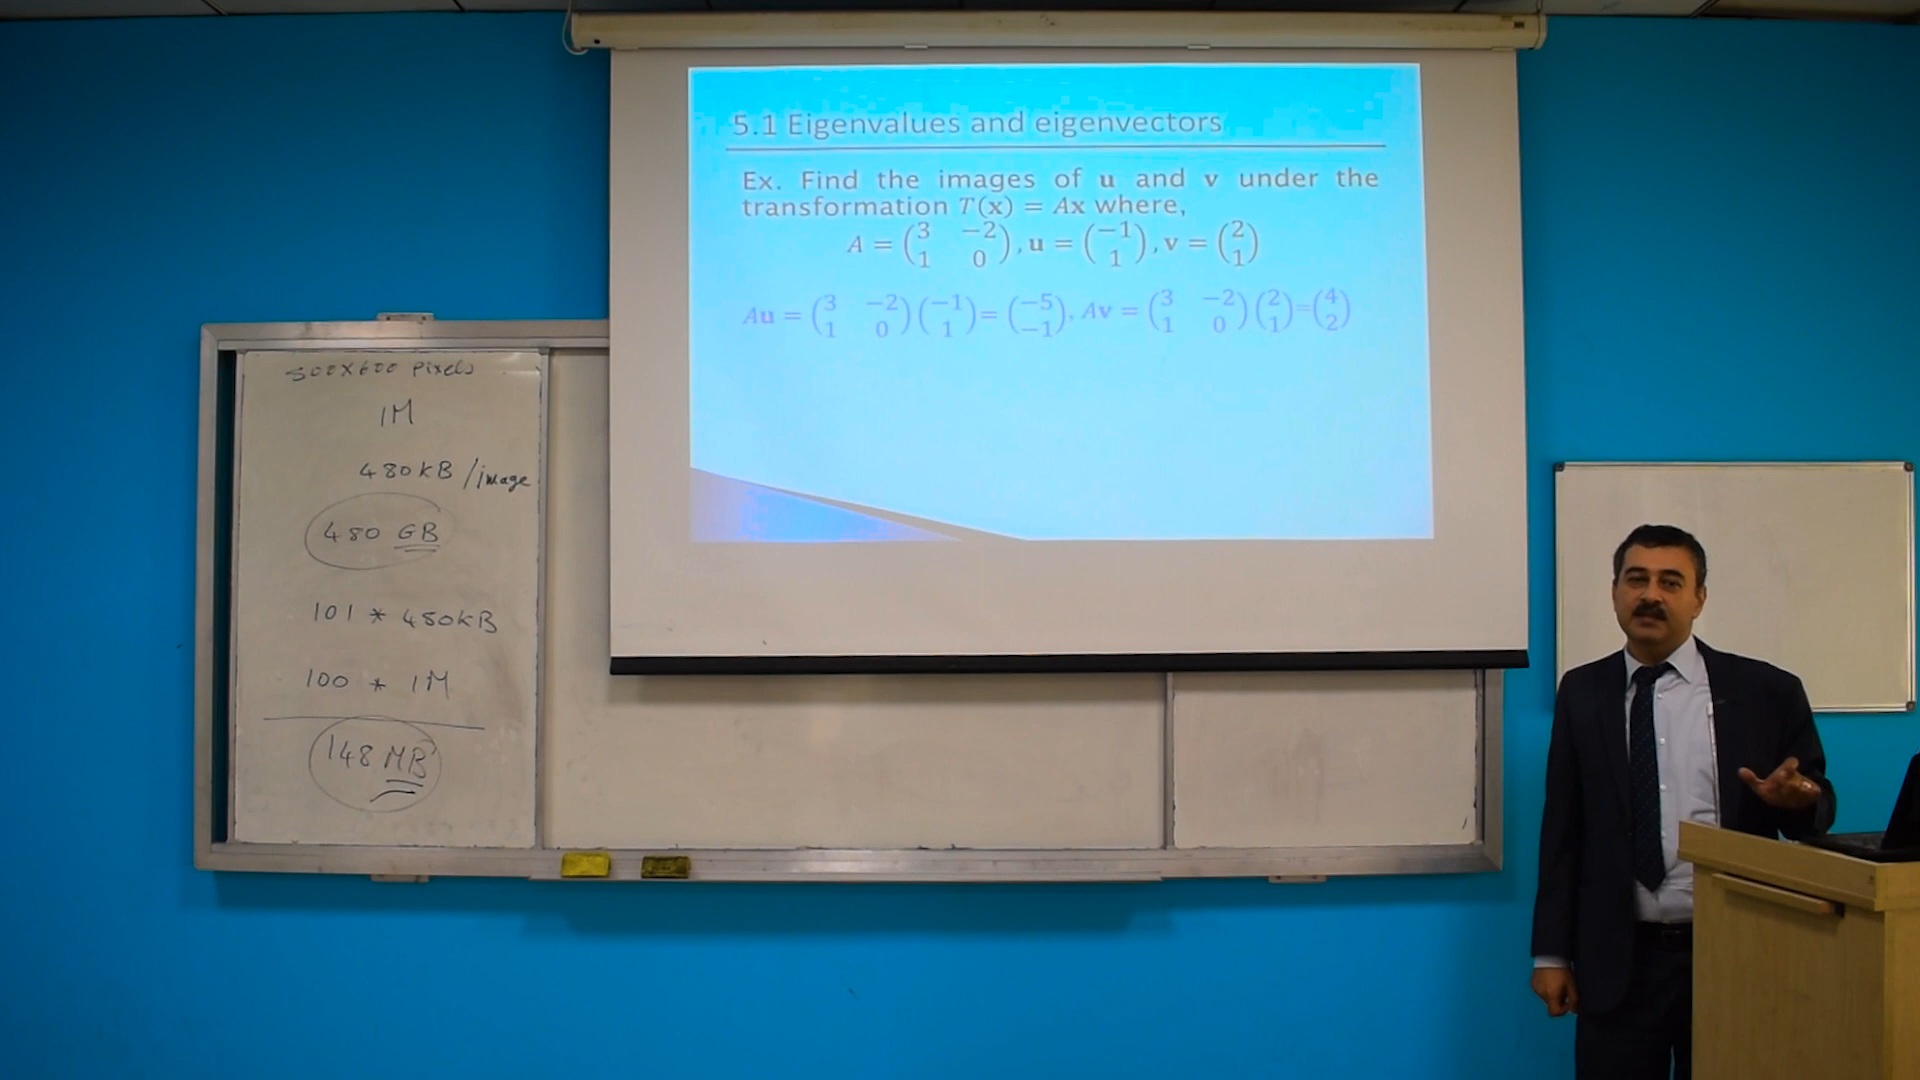 5.1 Eigenvalues and eigenvectors
Ex. Find the images of u and v under the
transformation T(x) = Ax where,
A = (3 −2; 1 0), u = (−1; 1), v = (2; 1)
Au = (3 −2; 1 0)(−1; 1) = (−5; −1), Av = (3 −2; 1 0)(2; 1) = (4; 2)
500X600 Pixels
1M
480kB /image
480 GB
101 * 480kB
100 * 1M
148 MB